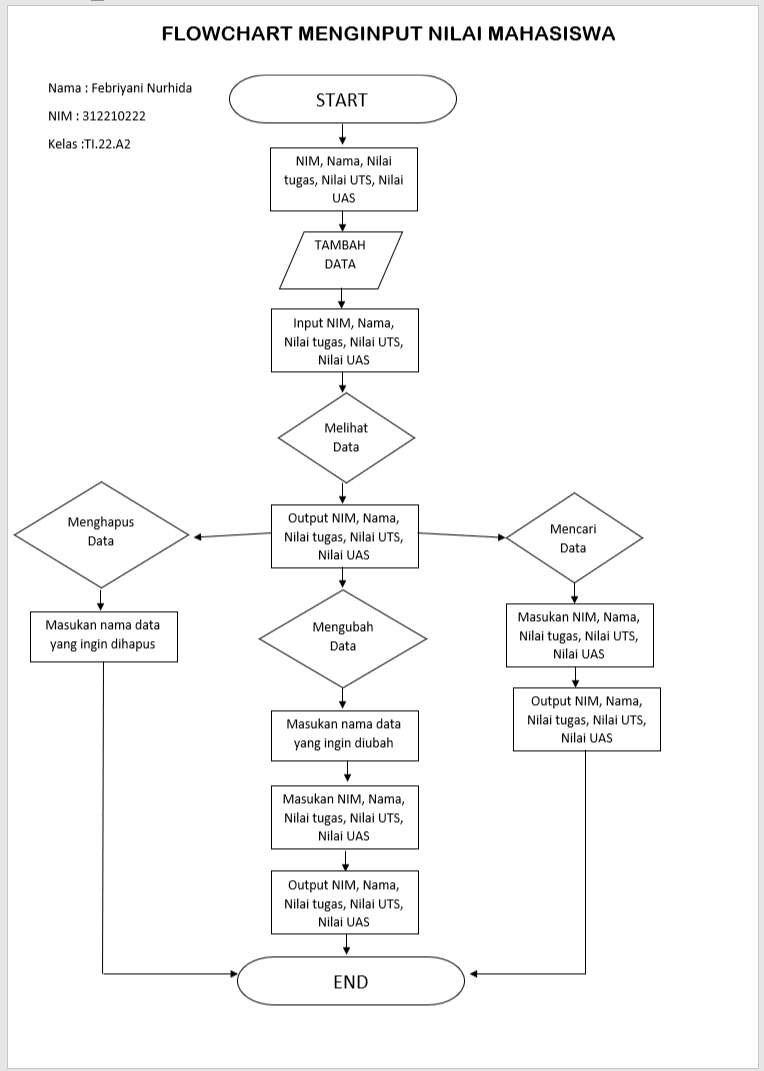 FLOWCHART MENGINPUT NILAI MAHASISWA
Nama : Febriyani Nurhida
NIM : 312210222
Kelas :TI.22.A2
START
NIM, Nama, Nilai
tugas, Nilai UTS, Nilai
UAS
TAMBAH
DATA
Input NIM, Nama,
Nilai tugas, Nilai UTS,
Nilai UAS
Melihat
Data
Output NIM, Nama,
Nilai tugas, Nilai UTS,
Nilai UAS
Menghapus
Data
Masukan nama data
yang ingin dihapus
Mengubah
Data
Masukan nama data
yang ingin diubah
Masukan NIM, Nama,
Nilai tugas, Nilai UTS,
Nilai UAS
Output NIM, Nama,
Nilai tugas, Nilai UTS,
Nilai UAS
Mencari
Data
Masukan NIM, Nama,
Nilai tugas, Nilai UTS,
Nilai UAS
Output NIM, Nama,
Nilai tugas, Nilai UTS,
Nilai UAS
END